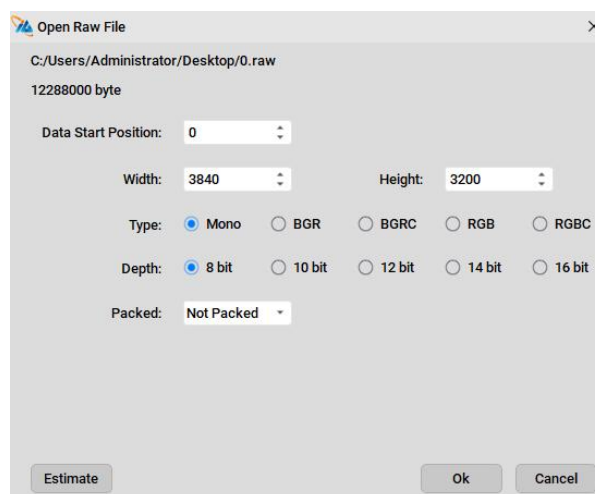 Open Raw File
C:/Users/Administrator/Desktop/0.raw
12288000 byte
Data Start Position: 0
Width: 3840 Height: 3200
Type: Mono BGR BGRC RGB RGBC
Depth: 8 bit 10 bit 12 bit 14 bit 16 bit
Packed: Not Packed
Estimate Ok Cancel